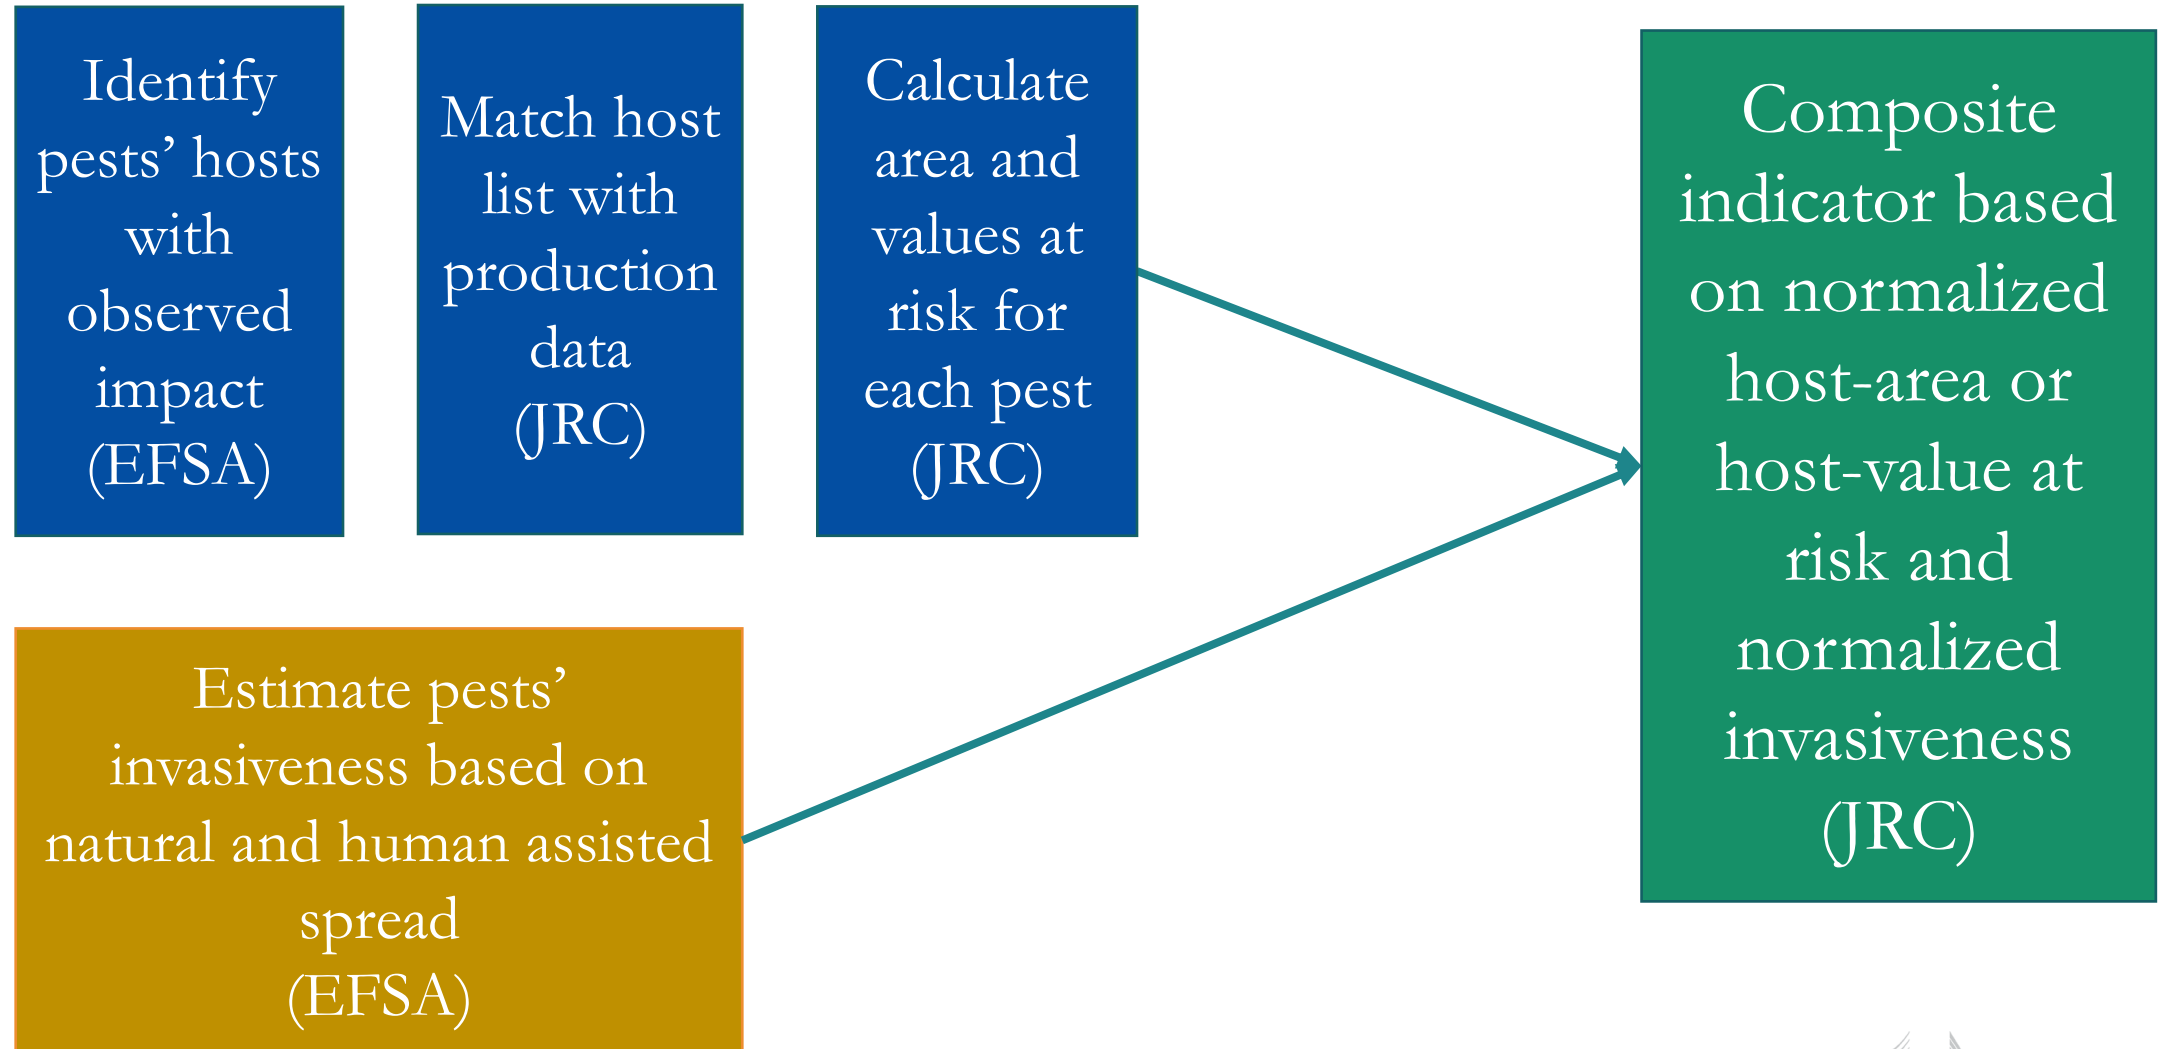 Identify
pests’ hosts
with
observed
impact
(EFSA)
Match host
list with
production
data
(JRC)
Calculate
area and
values at
risk for
each pest
(JRC)
Estimate pests’
invasiveness based on
natural and human assisted
spread
(EFSA)
Composite
indicator based
on normalized
host-area or
host-value at
risk and
normalized
invasiveness
(JRC)